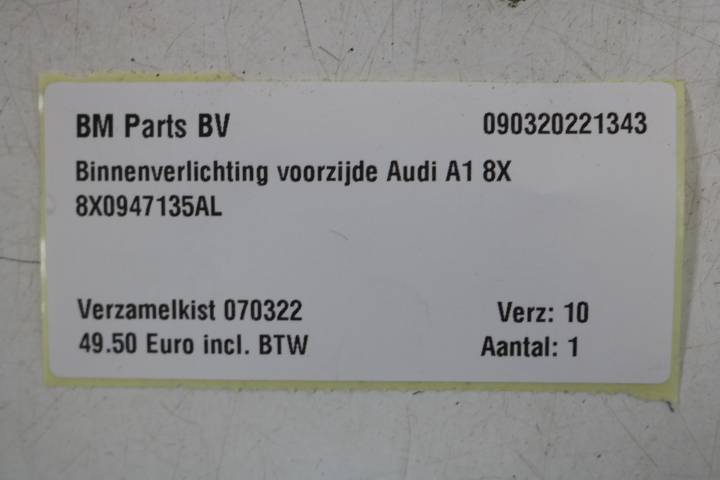 BM Parts BV 090320221343
Binnenverlichting voorzijde Audi A1 8X
8X0947135AL
Verzamelkist 070322 Verz: 10
49.50 Euro incl. BTW Aantal: 1